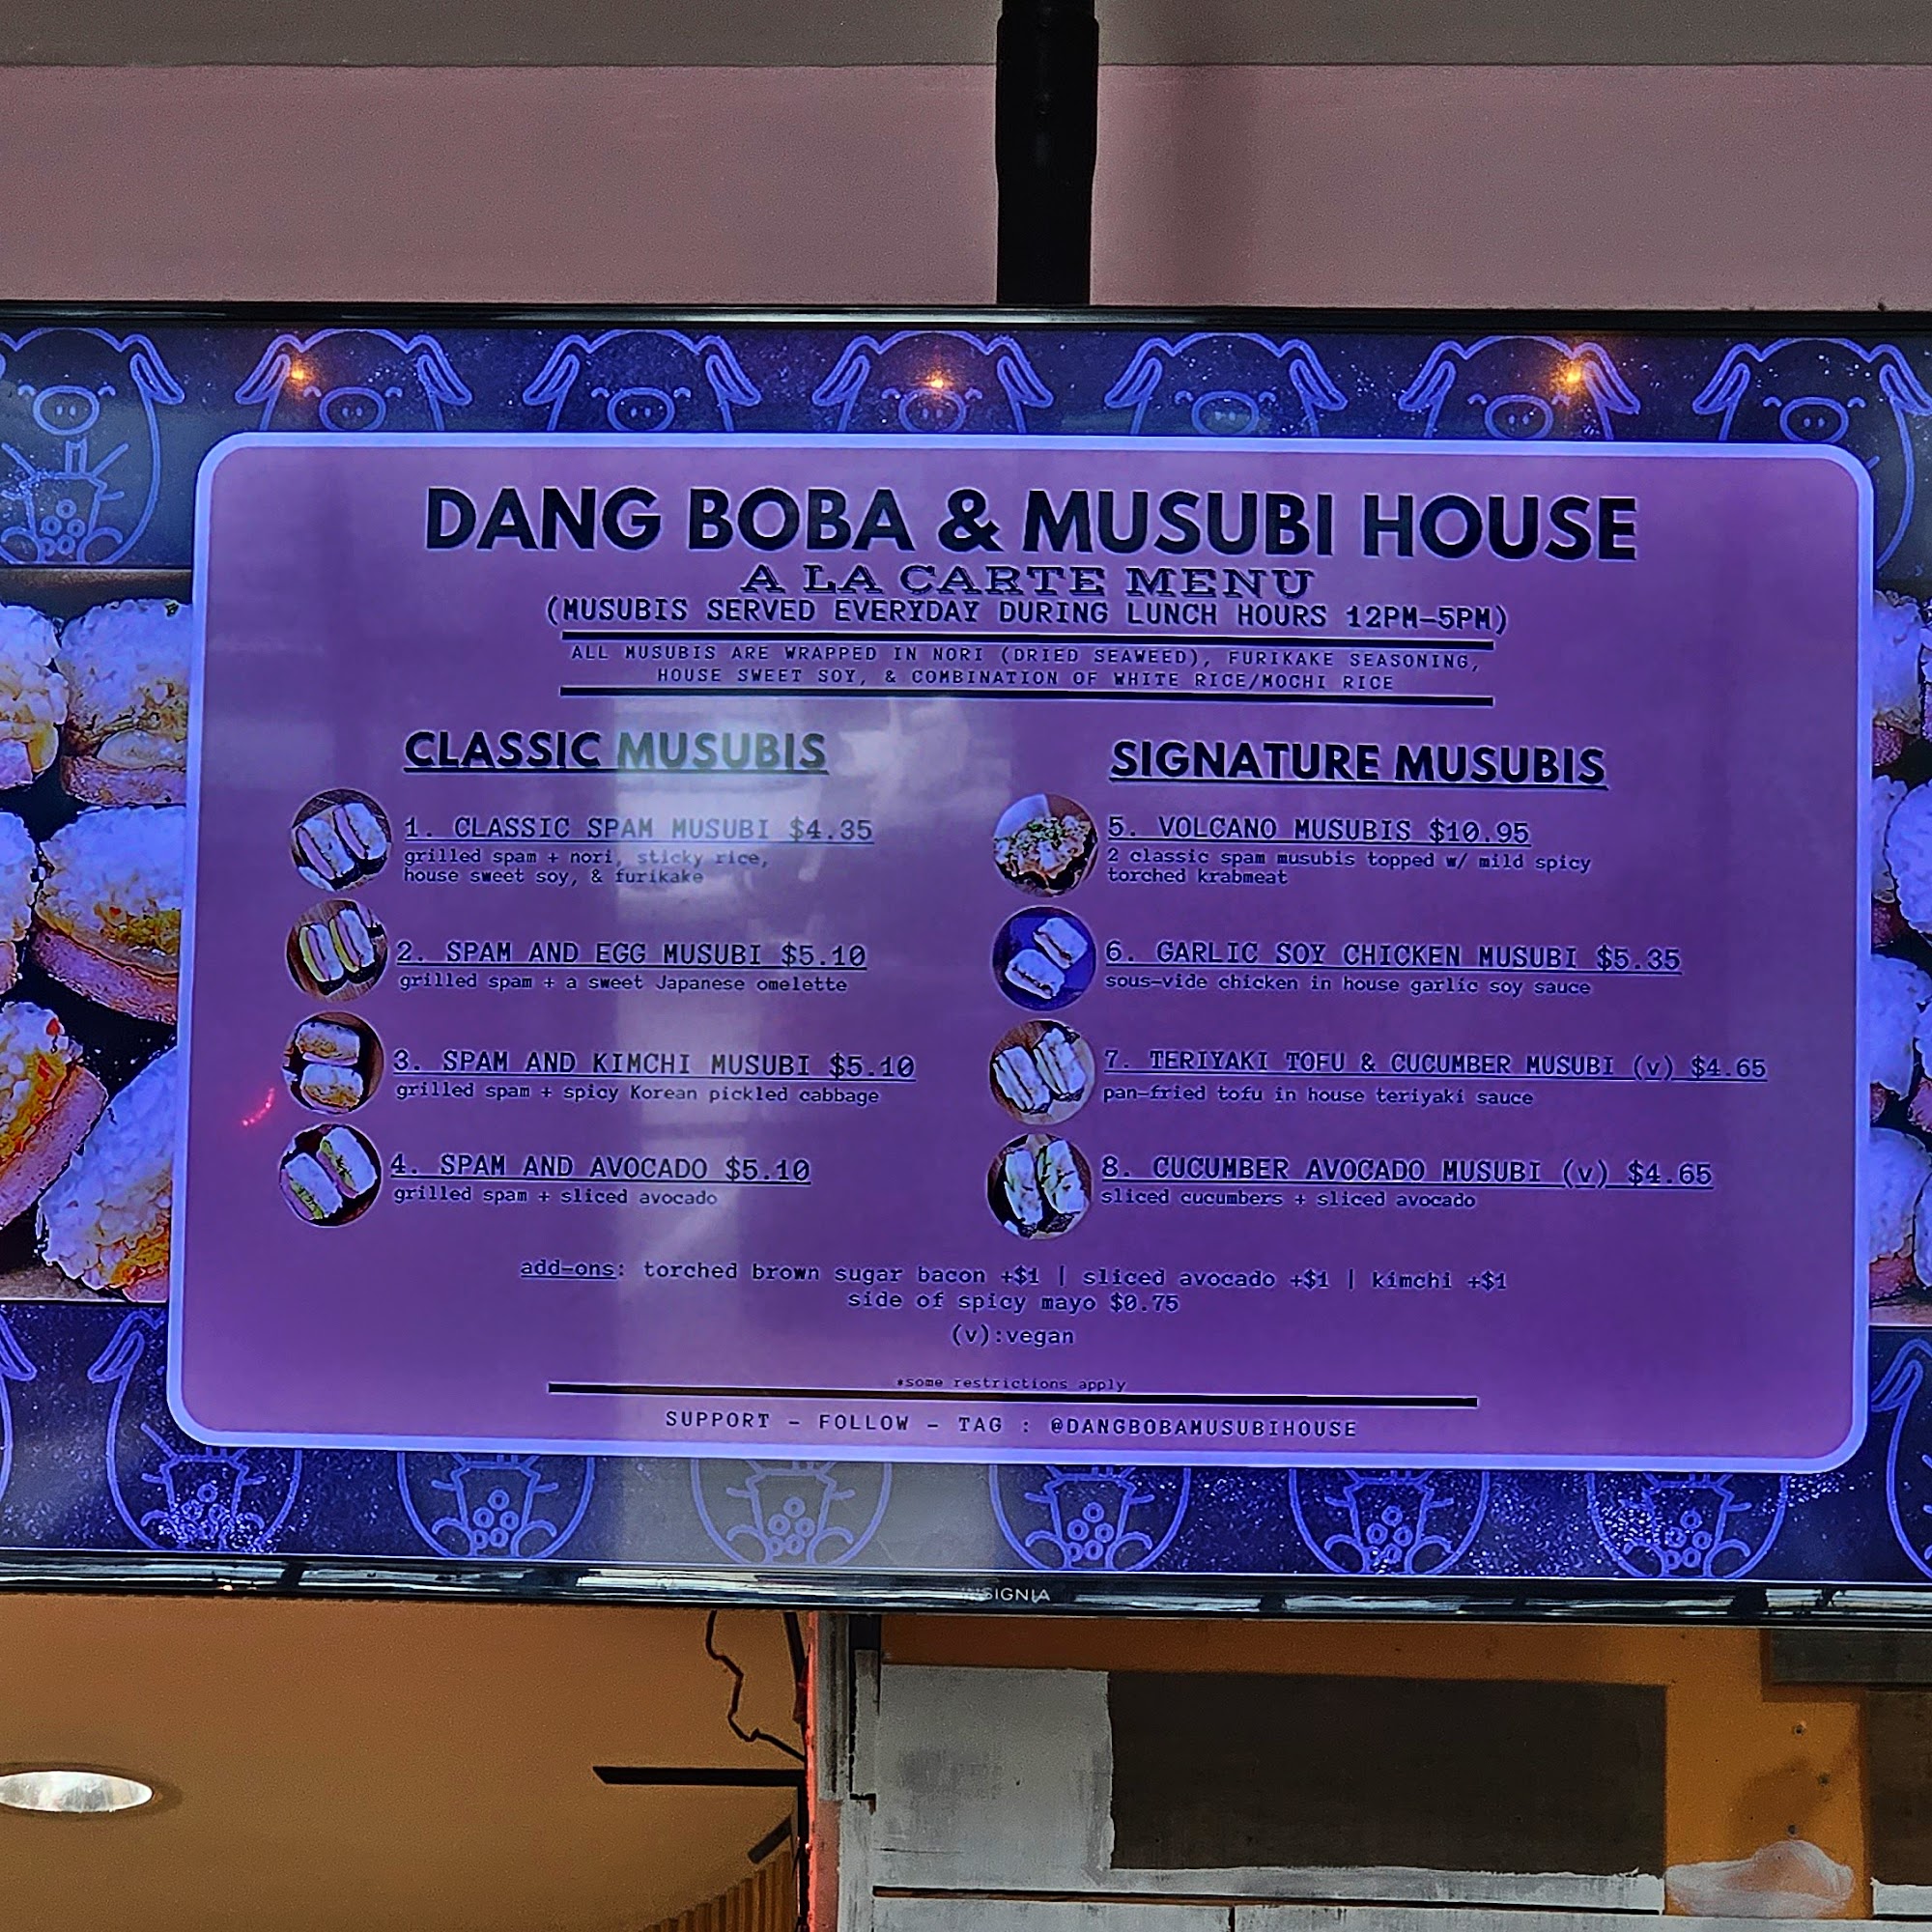 DANG BOBA & MUSUBI HOUSE
A LA CARTE MENU
(MUSUBIS SERVED EVERYDAY DURING LUNCH HOURS 12PM-5PM)
ALL MUSUBIS ARE WRAPPED IN NORI (DRIED SEAWEED), FURIKAKE SEASONING,
HOUSE SWEET SOY, & COMBINATION OF WHITE RICE/MOCHI RICE
CLASSIC MUSUBIS
1. CLASSIC SPAM MUSUBI $4.35
grilled spam + nori, sticky rice,
house sweet soy, & furikake
2. SPAM AND EGG MUSUBI $5.10
grilled spam + a sweet Japanese omelette
3. SPAM AND KIMCHI MUSUBI $5.10
grilled spam + spicy Korean pickled cabbage
4. SPAM AND AVOCADO $5.10
grilled spam + sliced avocado
SIGNATURE MUSUBIS
5. VOLCANO MUSUBIS $10.95
2 classic spam musubis topped w/ mild spicy
torched krabmeat
6. GARLIC SOY CHICKEN MUSUBI $5.35
sous-vide chicken in house garlic soy sauce
7. TERIYAKI TOFU & CUCUMBER MUSUBI (v) $4.65
pan-fried tofu in house teriyaki sauce
8. CUCUMBER AVOCADO MUSUBI (v) $4.65
sliced cucumbers + sliced avocado
add-ons: torched brown sugar bacon +$1 | sliced avocado +$1 | kimchi +$1
side of spicy mayo $0.75
(v):vegan
*some restrictions apply
SUPPORT - FOLLOW - TAG : @DANGBOBAMUSUBIHOUSE
INSIGNIA